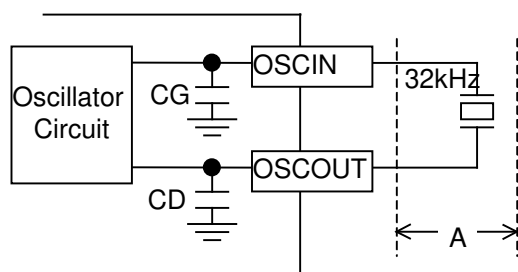 OSCIN
32kHz
Oscillator
Circuit
CG
OSCOUT
CD
A